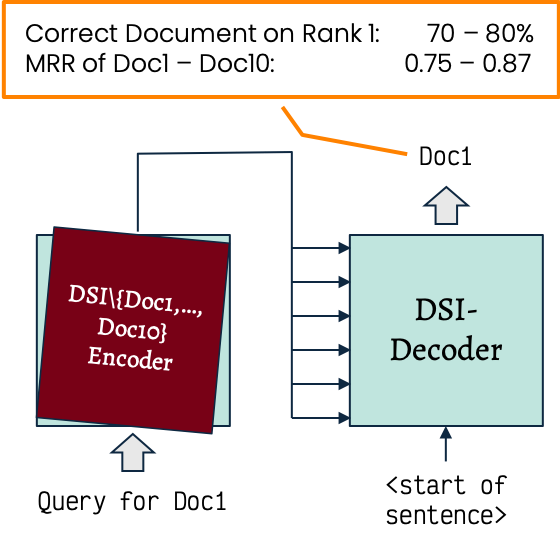 Correct Document on Rank 1: 70 – 80%
MRR of Doc1 – Doc10: 0.75 – 0.87
Doc1
DSI\{Doc1,...,
Doc10}
Encoder
DSI-
Decoder
Query for Doc1
<start of
sentence>